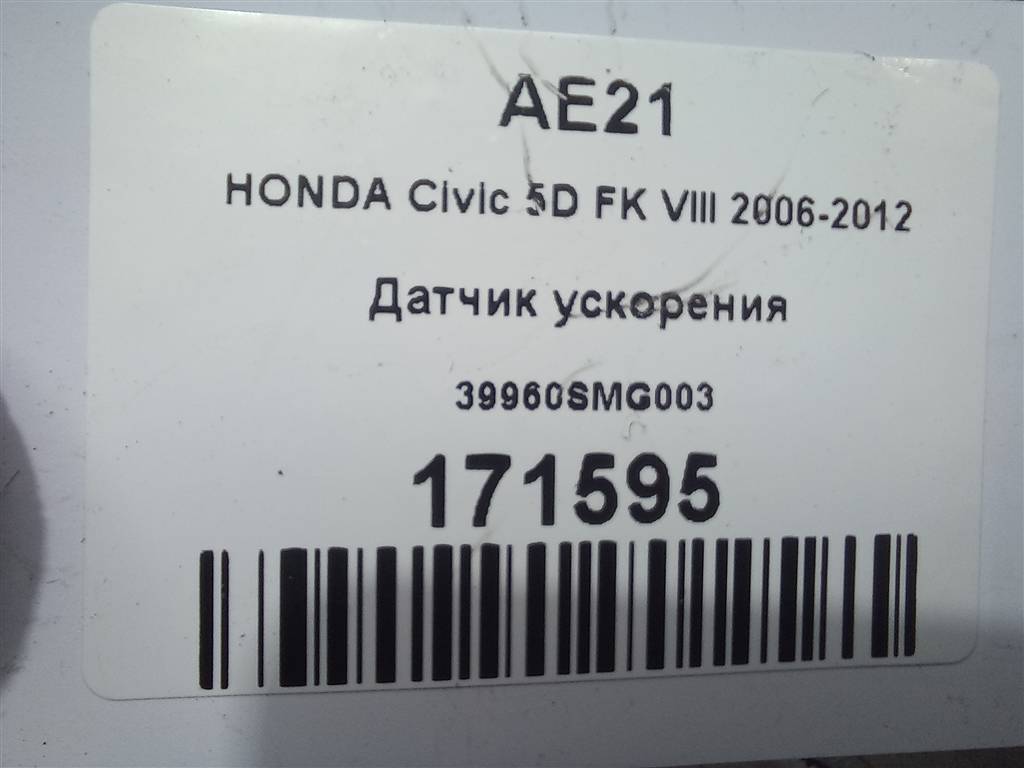 AE21
HONDA Civic 5D FK VIII 2006-2012
Датчик ускорения
39960SMG003
171595